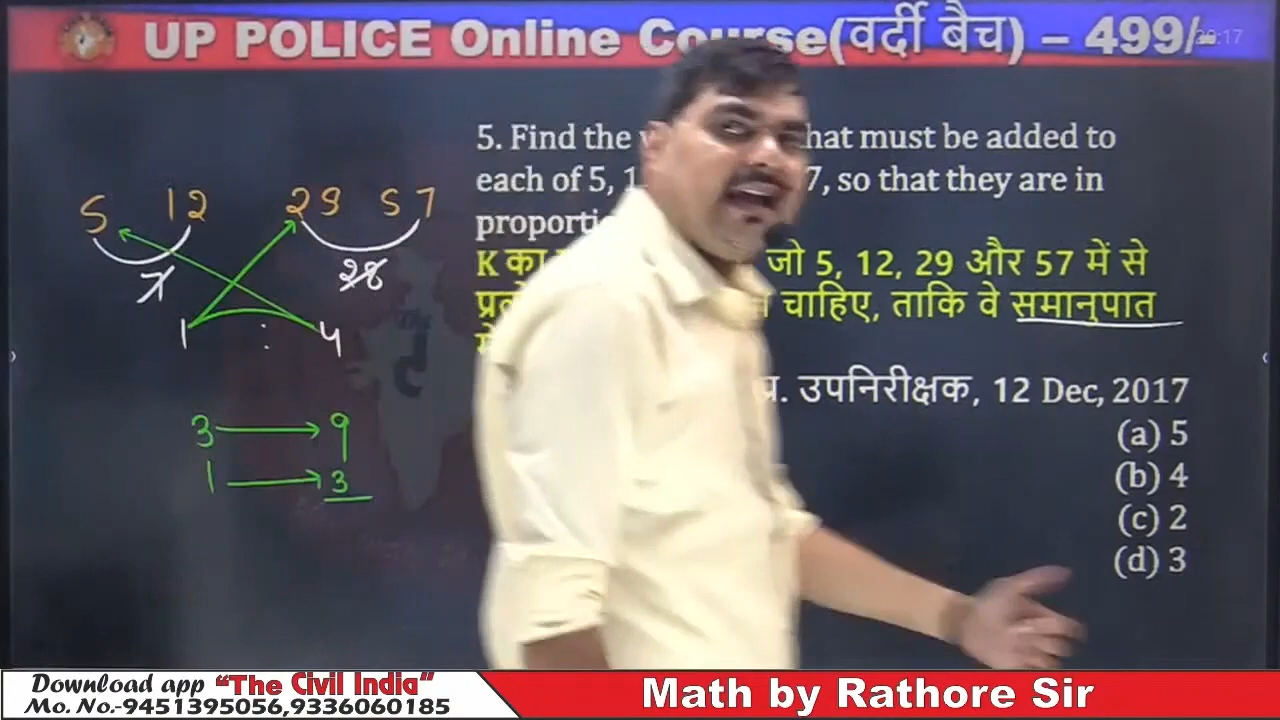 UP POLICE Online Course(वर्दी बैच) – 499/-
5. Find the hat must be added to
each of 5, 1 7, so that they are in
proporti
K का जो 5, 12, 29 और 57 में से
चाहिए, ताकि वे समानुपात
प्र. उपनिरीक्षक, 12 Dec, 2017
(a) 5
(b) 4
(c) 2
(d) 3
5 12 29 57
7 28
1 : 4
3 9
1 3
Download app "The Civil India"
Mo. No.-9451395056,9336060185
Math by Rathore Sir